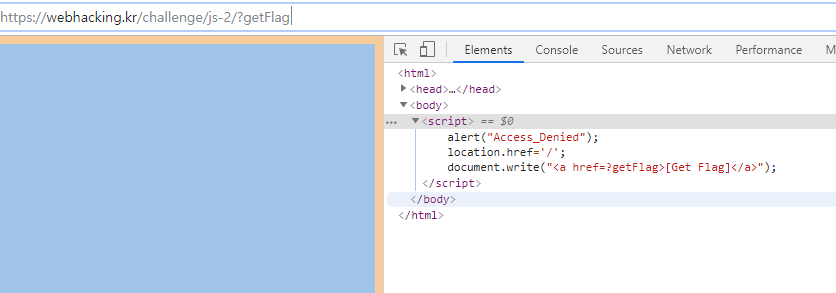 https://webhacking.kr/challenge/js-2/?getFlag
Elements Console Sources Network Performance M
<html>
▶<head>…</head>
▼<body>
… ▼<script> == $0
alert("Access_Denied");
location.href='/';
document.write("<a href=?getFlag>[Get Flag]</a>");
</script>
</body>
</html>